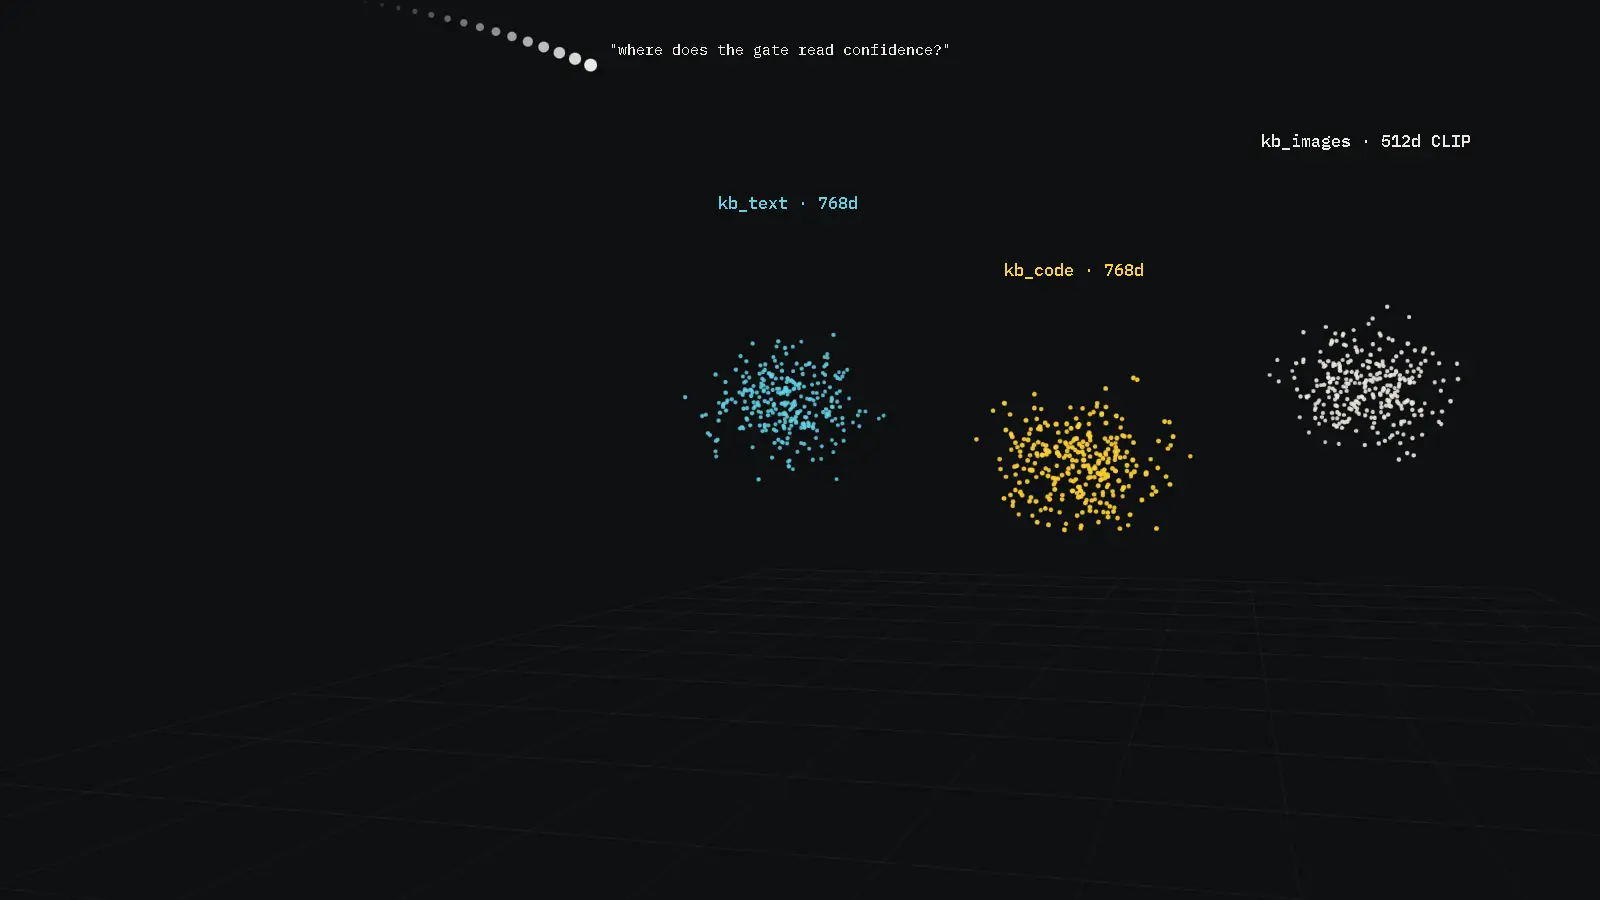 "where does the gate read confidence?"
kb_images · 512d CLIP
kb_text · 768d
kb_code · 768d